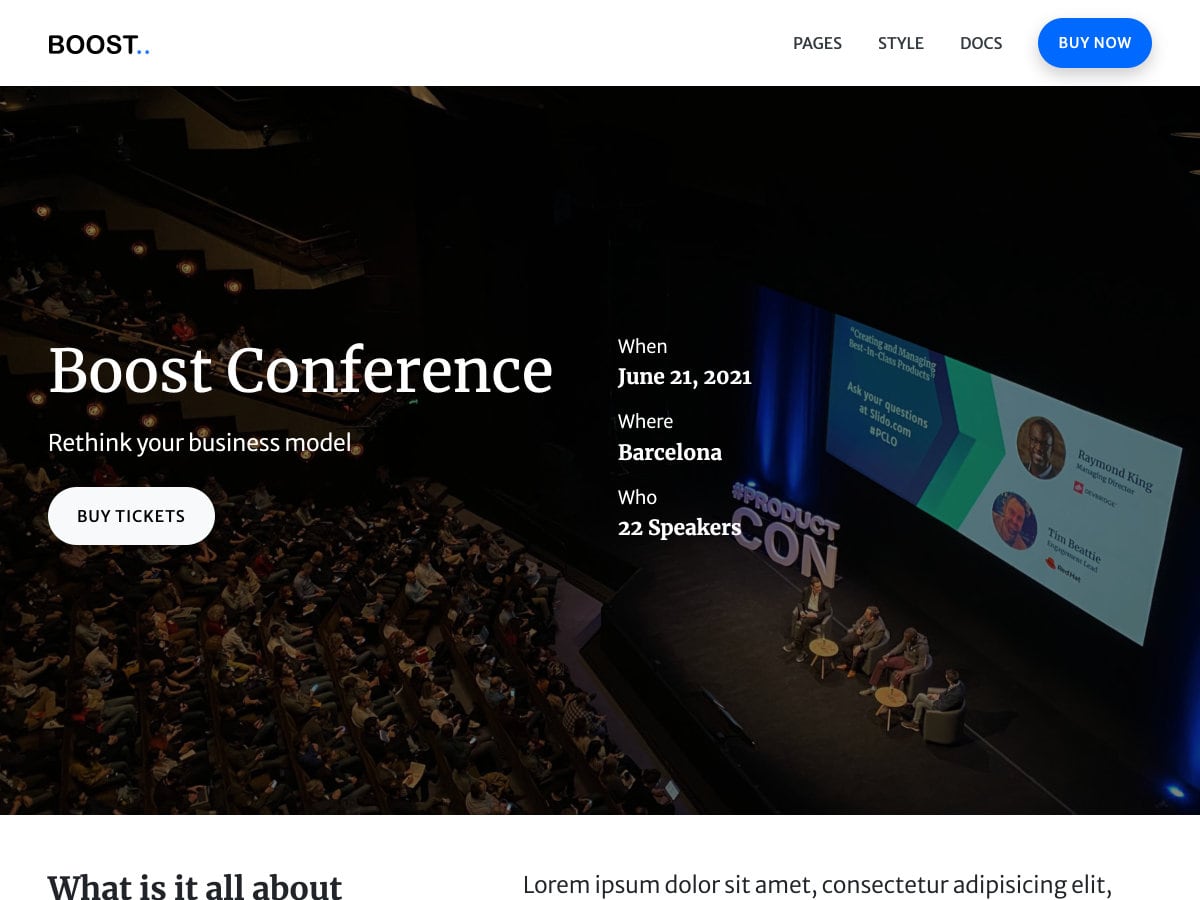 BOOST..
PAGES
STYLE
DOCS
BUY NOW
Boost Conference
Rethink your business model
BUY TICKETS
When
June 21, 2021
Where
Barcelona
Who
22 Speakers
"Creating and Managing
Best-In-Class Products"
Ask your questions
at Slido.com
#PCLO
Raymond King
Managing Director
DEVBRIDGE
Tim Beattie
Engagement Lead
Red Hat
#PRODUCT
CON
What is it all about
Lorem ipsum dolor sit amet, consectetur adipisicing elit,